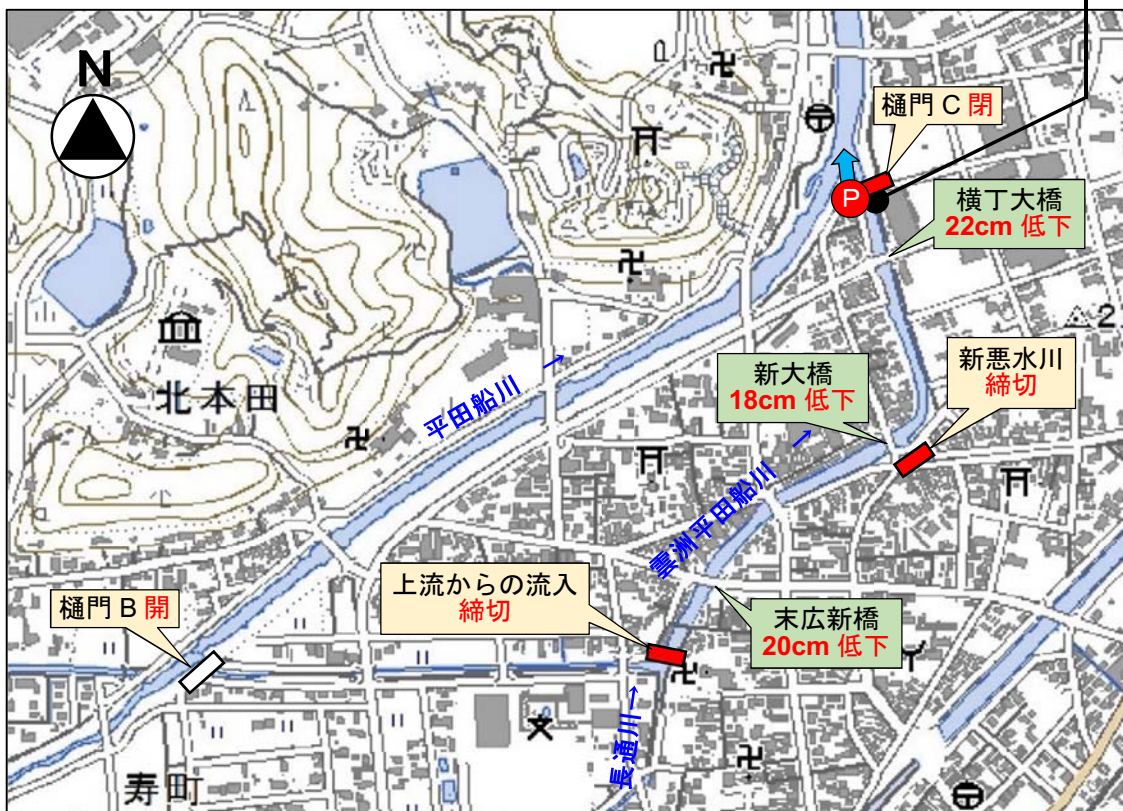 N
樋門 C 閉
P
横丁大橋
22cm 低下
2
新大橋
18cm 低下
新悪水川
締切
北本田
平田船川 →
雲洲平田船川 →
上流からの流入
締切
樋門 B 開
末広新橋
20cm 低下
長通川→
寿町